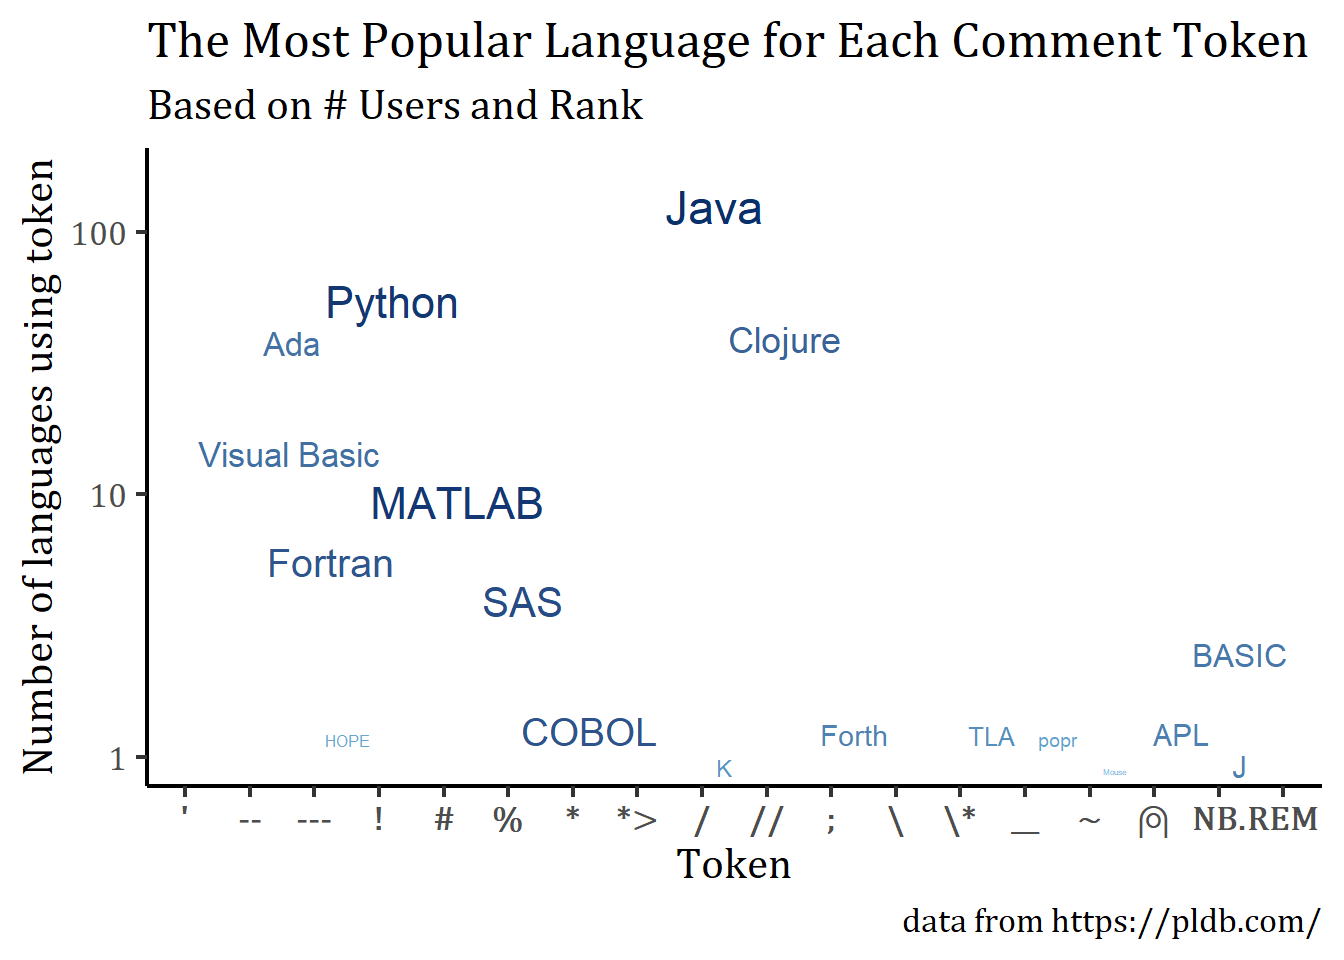 The Most Popular Language for Each Comment Token
Based on # Users and Rank
Number of languages using token
100
10
1
Java
Python
Ada
Clojure
Visual Basic
MATLAB
Fortran
SAS
BASIC
HOPE
COBOL
Forth
TLA
popr
APL
K
Mouse
J
' -- --- ! # % * *> / // ; \ \* __ ~ ⍝ NB. REM
Token
data from https://pldb.com/